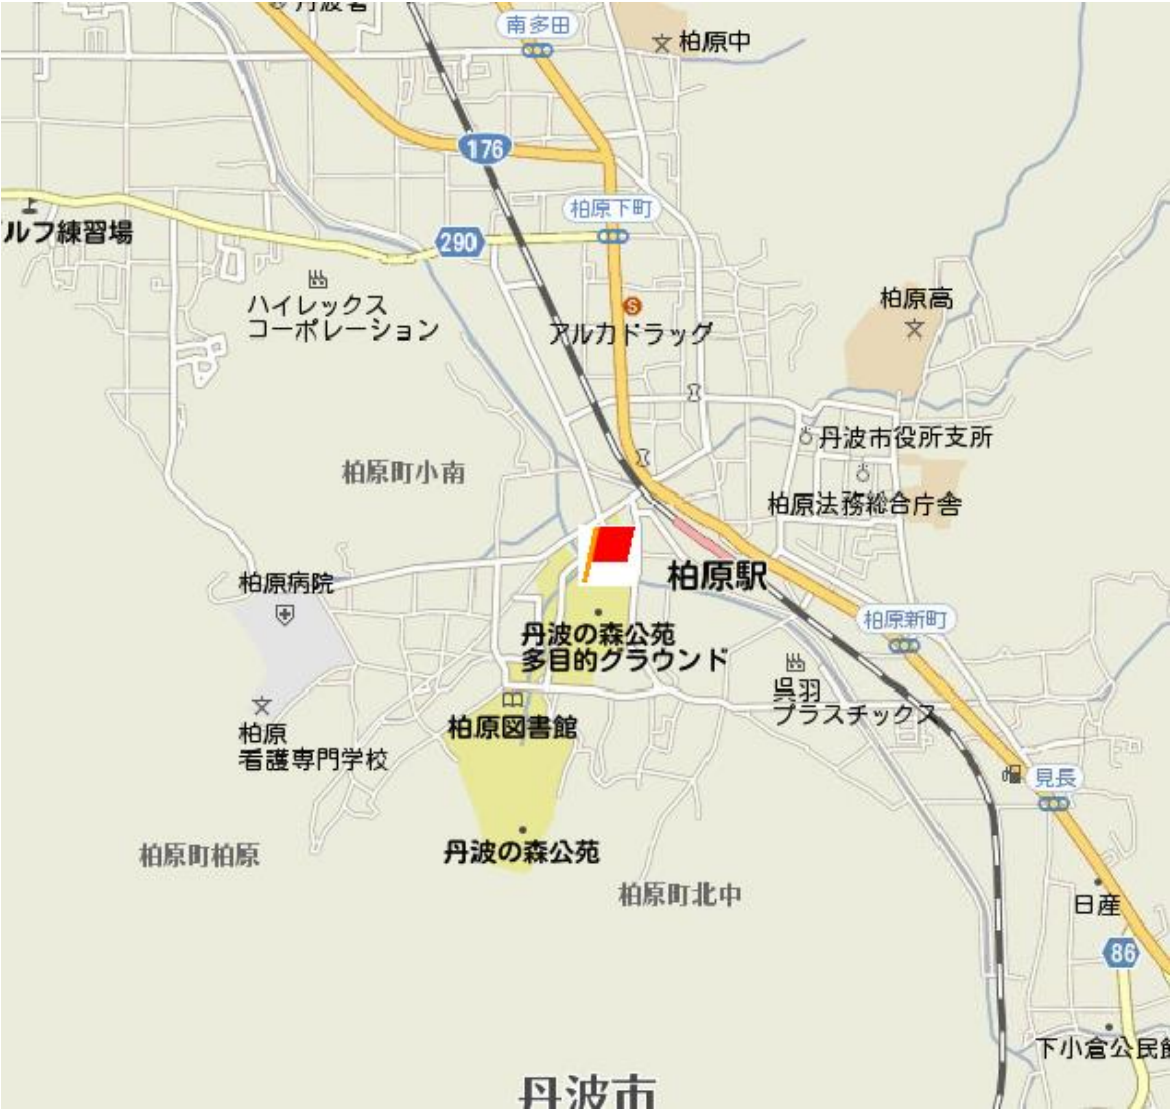 丹波署
南多田
柏原中
176
柏原下町
ルフ練習場
290
柏原高
ハイレックス
コーポレーション
S
アルカドラッグ
丹波市役所支所
柏原町小南
柏原法務総合庁舎
柏原病院
柏原駅
柏原新町
丹波の森公苑
多目的グラウンド
呉羽
プラスチックス
柏原図書館
柏原
看護専門学校
見長
柏原町柏原
丹波の森公苑
柏原町北中
日産
86
下小倉公民館
丹波市